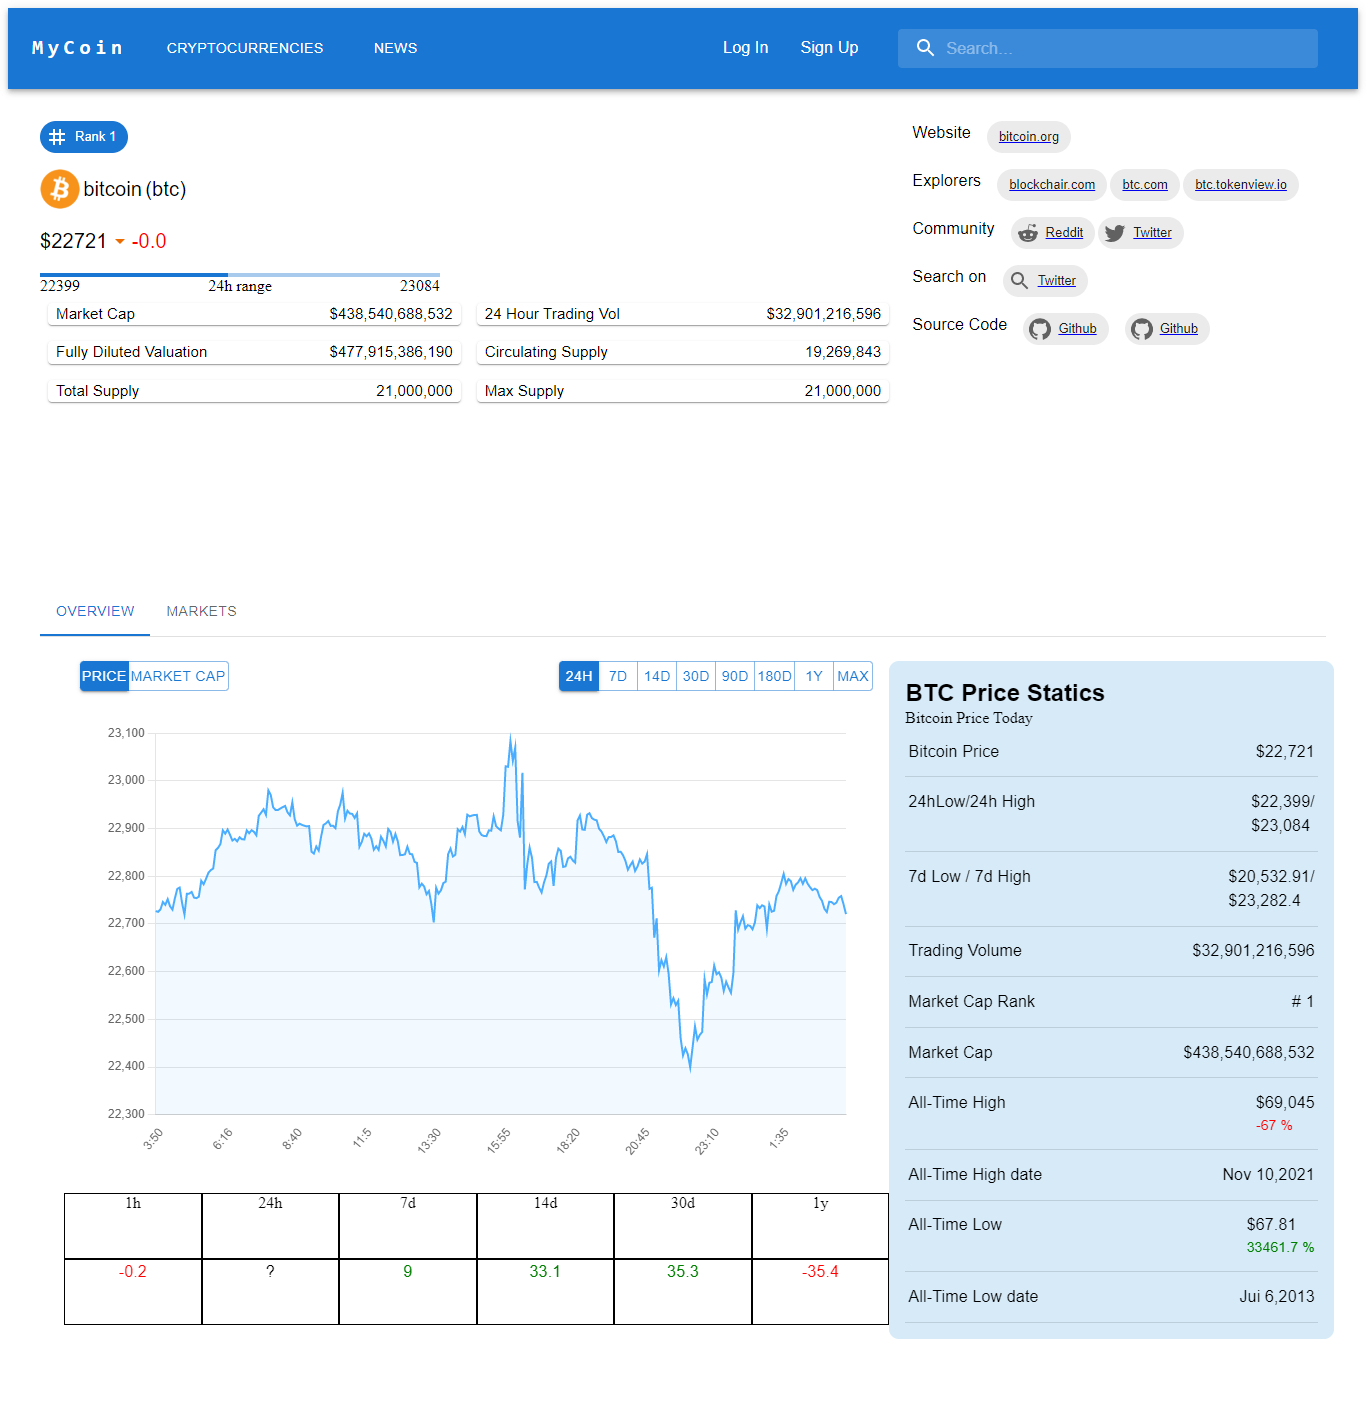 MyCoin CRYPTOCURRENCIES NEWS Log In Sign Up Search...
Rank 1
bitcoin (btc)
$22721 -0.0
22399 24h range 23084
Market Cap $438,540,688,532 24 Hour Trading Vol $32,901,216,596
Fully Diluted Valuation $477,915,386,190 Circulating Supply 19,269,843
Total Supply 21,000,000 Max Supply 21,000,000
Website bitcoin.org
Explorers blockchair.com btc.com btc.tokenview.io
Community Reddit Twitter
Search on Twitter
Source Code Github Github
OVERVIEW MARKETS
PRICE MARKET CAP 24H 7D 14D 30D 90D 180D 1Y MAX
23,100
23,000
22,900
22,800
22,700
22,600
22,500
22,400
22,300
3:50 6:16 8:40 11:5 13:30 15:55 18:20 20:45 23:10 1:35
1h 24h 7d 14d 30d 1y
-0.2 ? 9 33.1 35.3 -35.4
BTC Price Statics
Bitcoin Price Today
Bitcoin Price $22,721
24hLow/24h High $22,399/
$23,084
7d Low / 7d High $20,532.91/
$23,282.4
Trading Volume $32,901,216,596
Market Cap Rank # 1
Market Cap $438,540,688,532
All-Time High $69,045
-67 %
All-Time High date Nov 10,2021
All-Time Low $67.81
33461.7 %
All-Time Low date Jui 6,2013